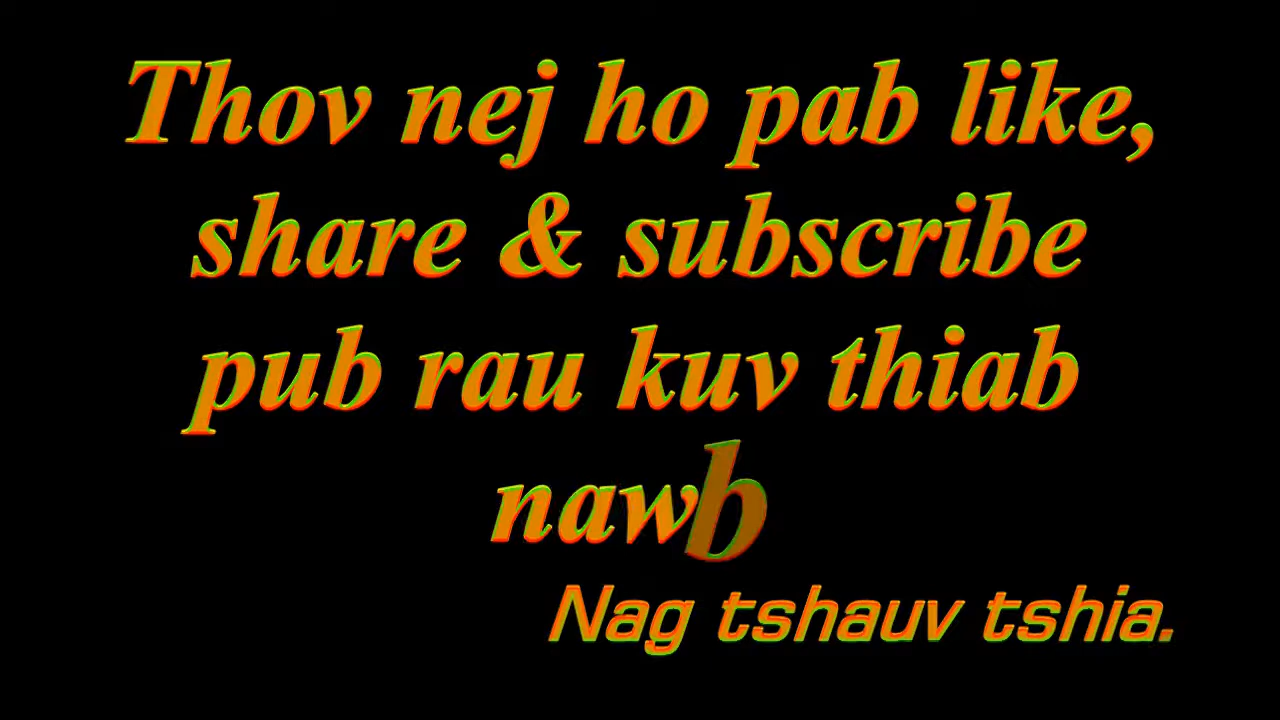 Thov nej ho pab like,
share & subscribe
pub rau kuv thiab
nawb
Nag tshauv tshia.